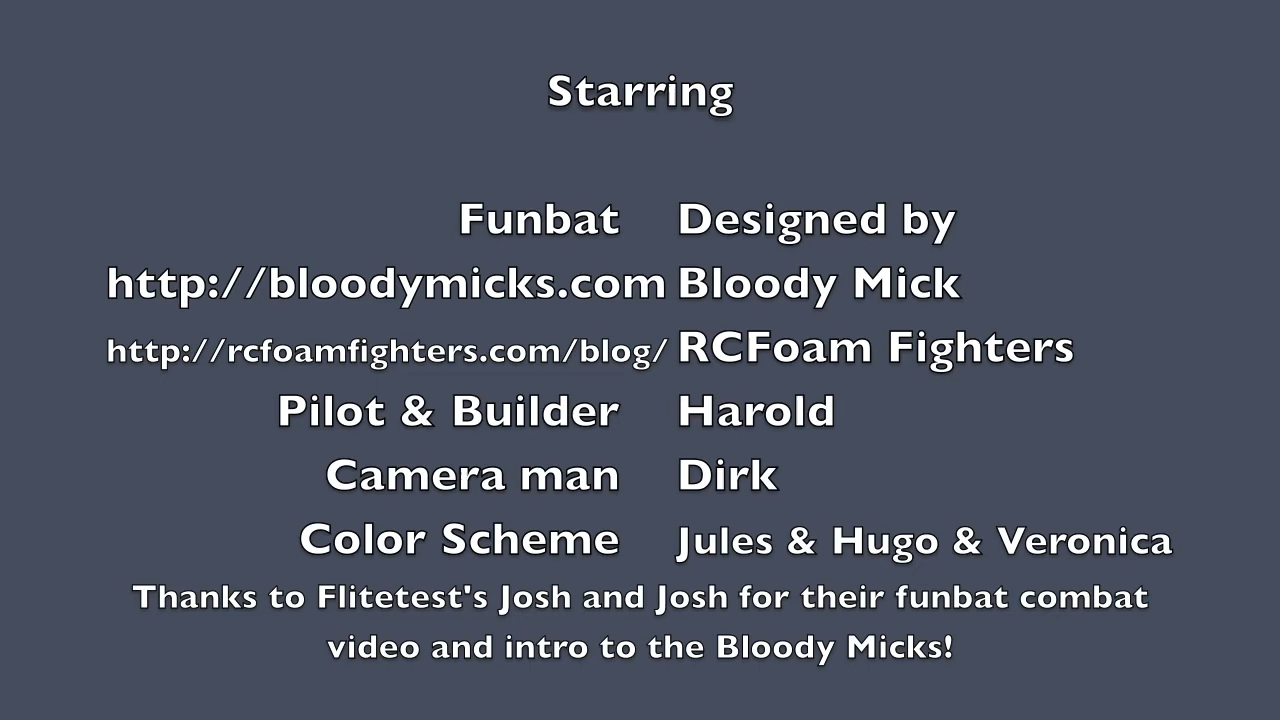 Starring
Funbat Designed by
http://bloodymicks.com Bloody Mick
http://rcfoamfighters.com/blog/ RCFoam Fighters
Pilot & Builder Harold
Camera man Dirk
Color Scheme Jules & Hugo & Veronica
Thanks to Flitetest's Josh and Josh for their funbat combat
video and intro to the Bloody Micks!